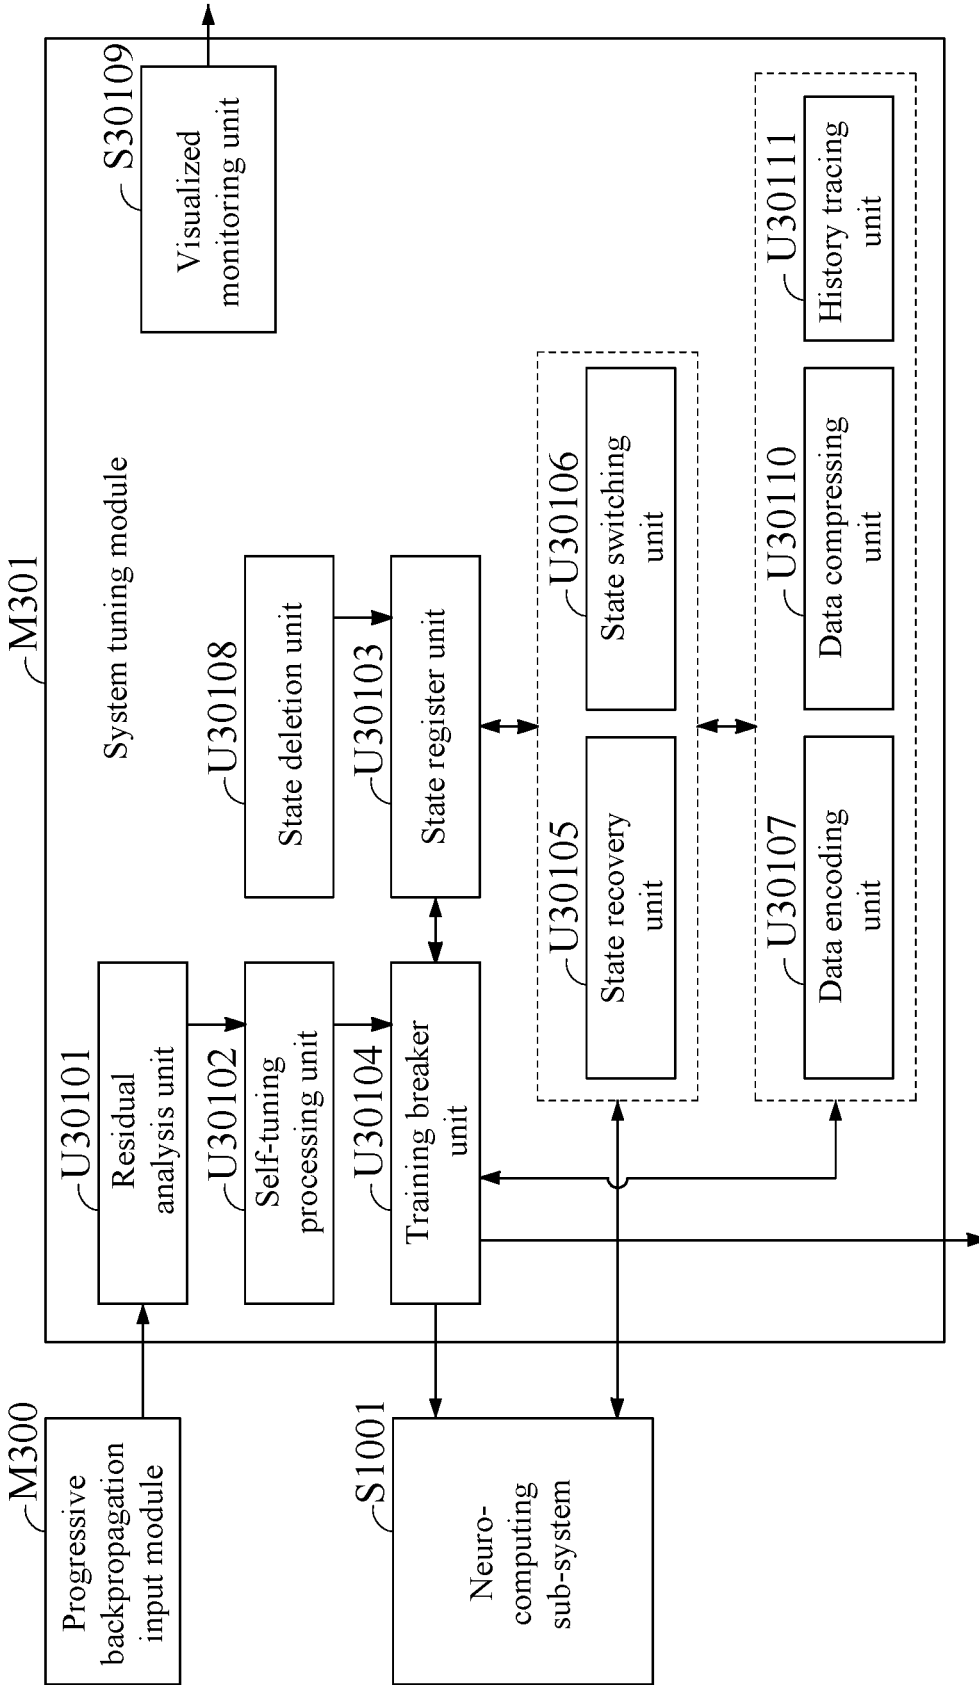 M301
System tuning module
M300
Progressive
backpropagation
input module
U30101
Residual
analysis unit
S30109
Visualized
monitoring unit
U30102
Self-tuning
processing unit
U30108
State deletion unit
S1001
Neuro-
computing
sub-system
U30104
Training breaker
unit
U30103
State register unit
U30105
State recovery
unit
U30106
State switching
unit
U30107
Data encoding
unit
U30110
Data compressing
unit
U30111
History tracing
unit